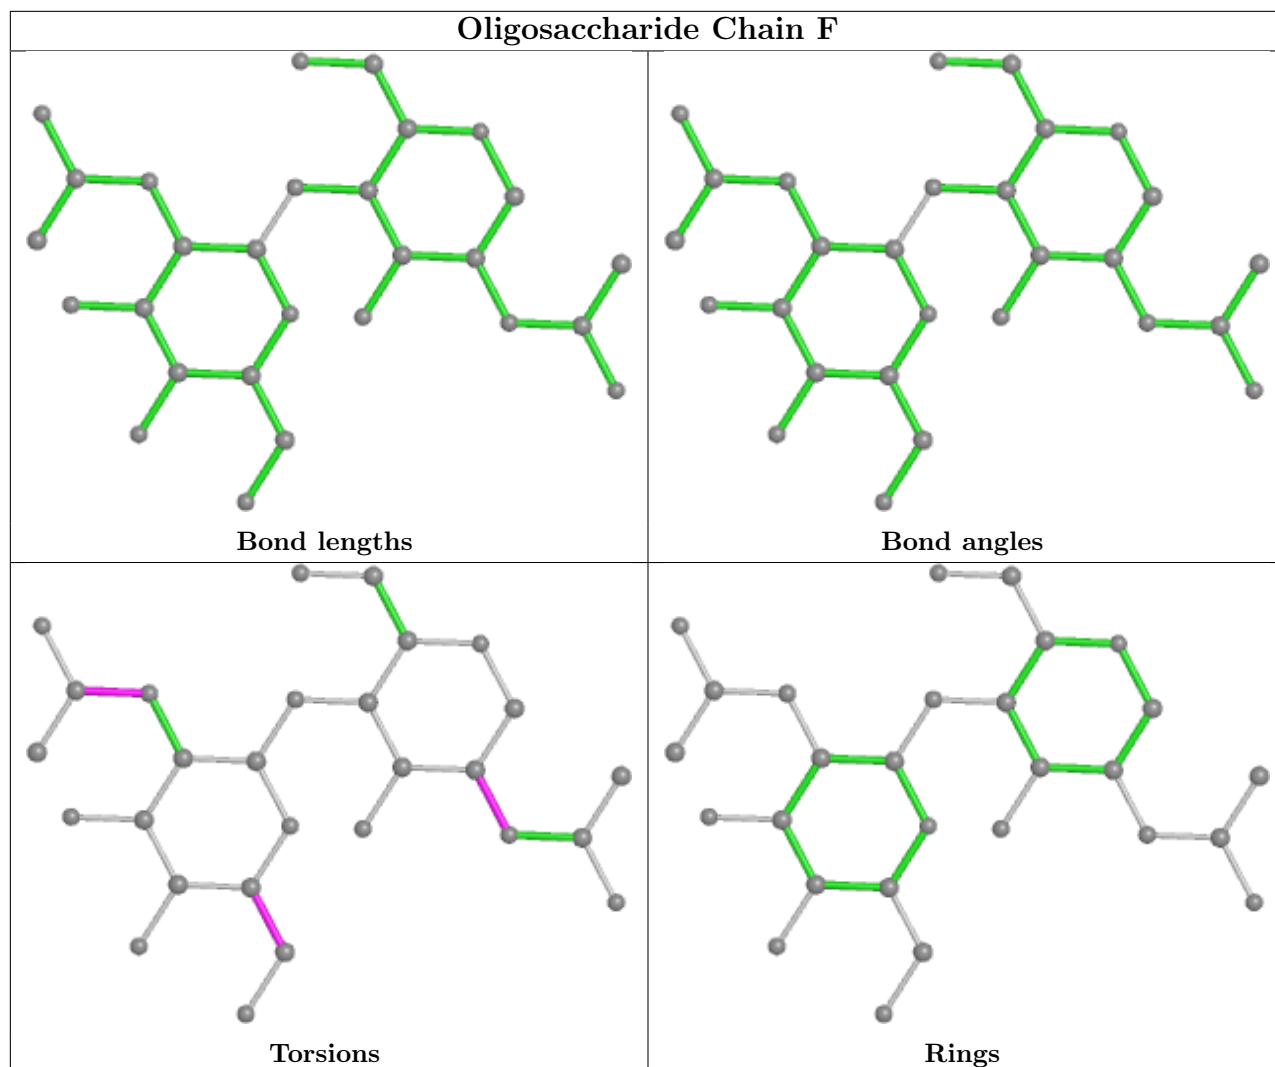 Oligosaccharide Chain F
Bond lengths
Bond angles
Torsions
Rings